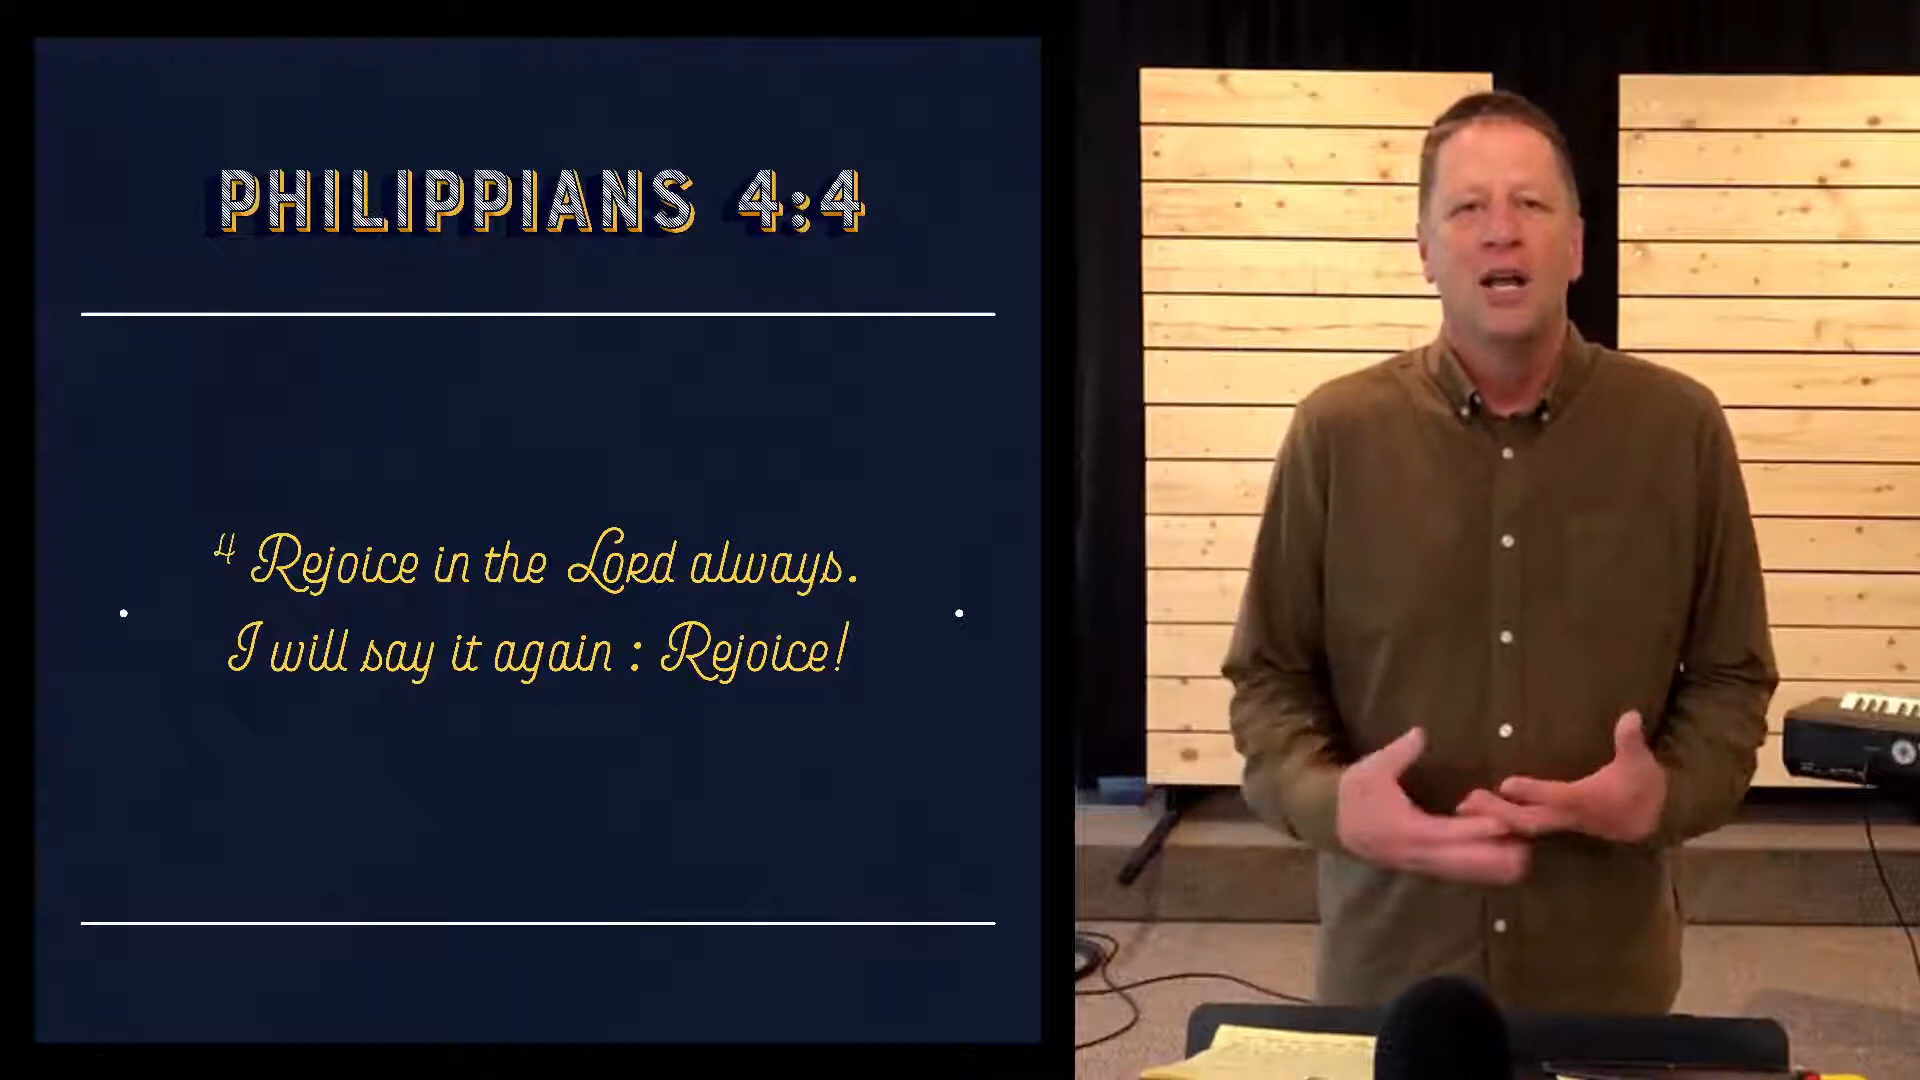 PHILIPPIANS 4:4
4 Rejoice in the Lord always.
I will say it again : Rejoice!